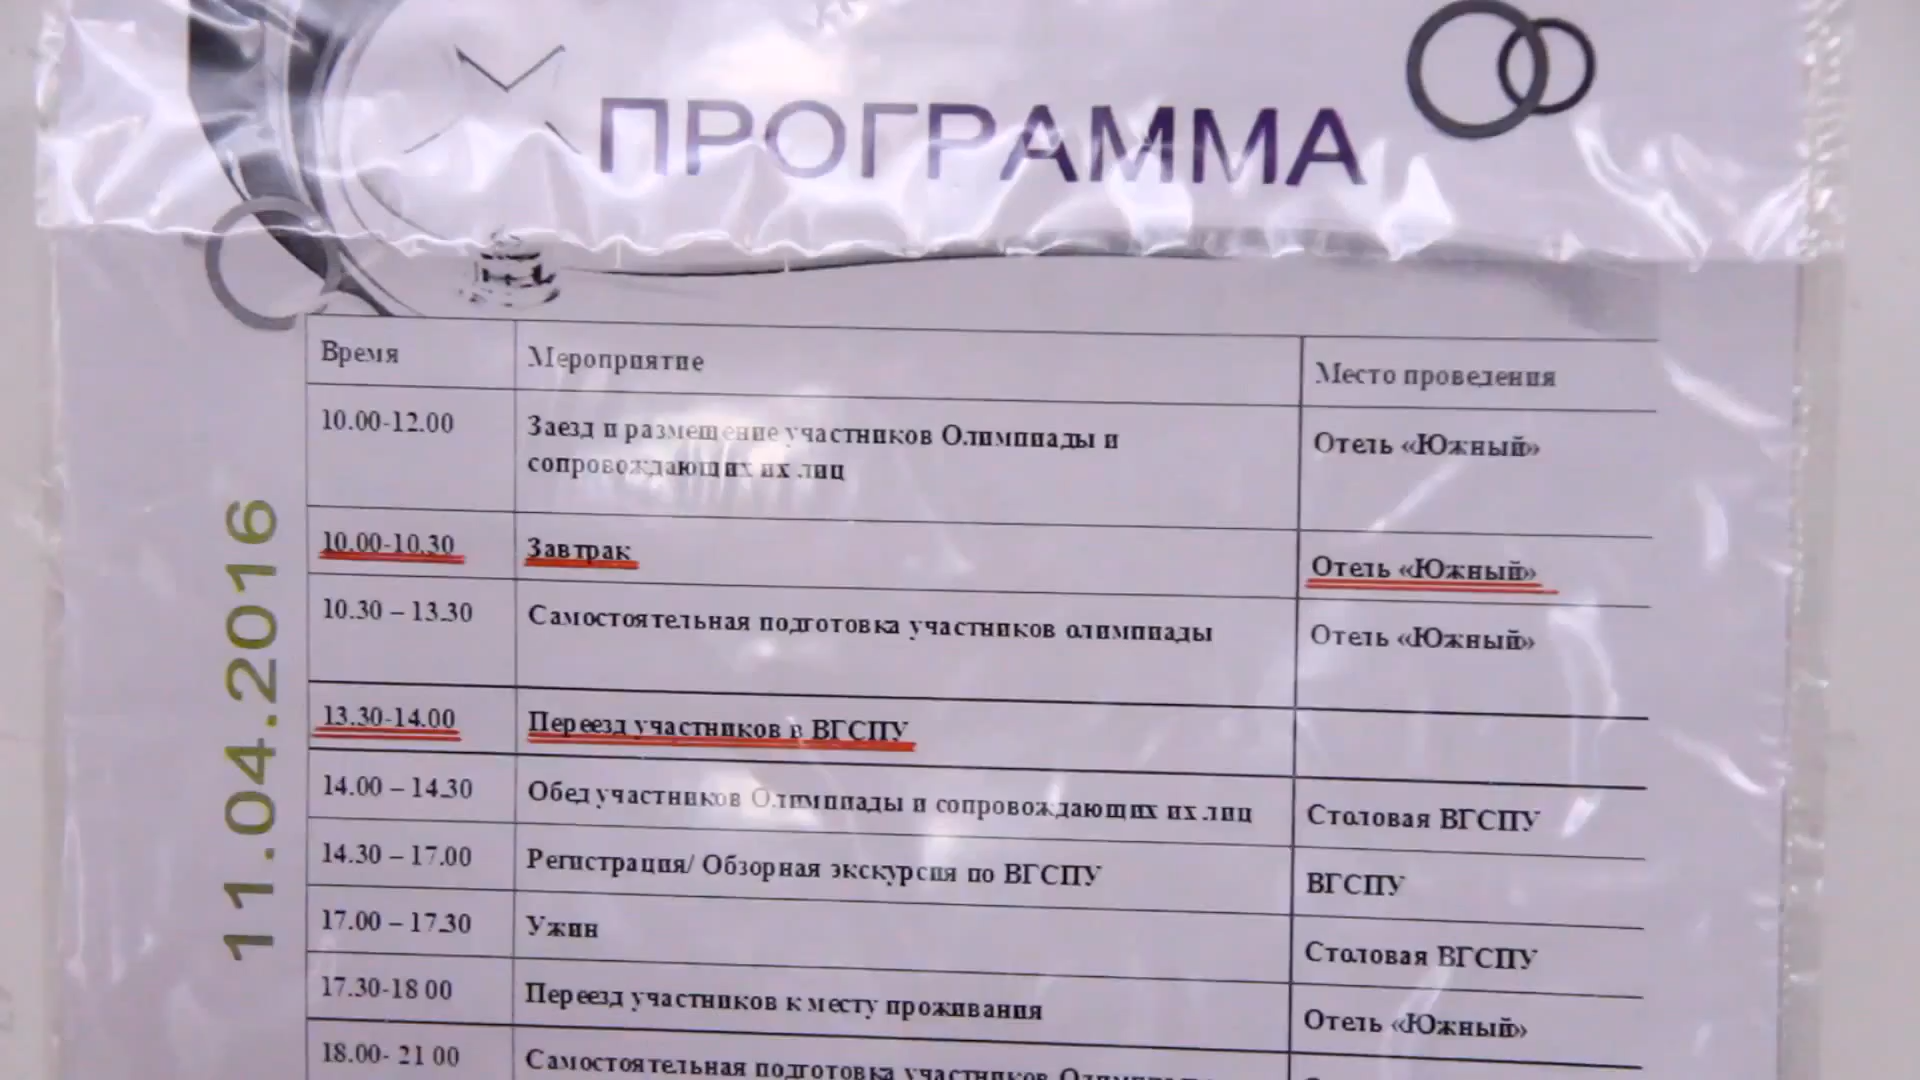 ПРОГРАММА
11.04.2016
Время Мероприятие Место проведения
10.00-12.00 Заезд и размещение участников Олимпиады и Отель «Южный»
сопровождающих их лиц
10.00-10.30 Завтрак Отель «Южный»
10.30 – 13.30 Самостоятельная подготовка участников олимпиады Отель «Южный»
13.30-14.00 Переезд участников в ВГСПУ
14.00 – 14.30 Обед участников Олимпиады и сопровождающих их лиц Столовая ВГСПУ
14.30 – 17.00 Регистрация/ Обзорная экскурсия по ВГСПУ ВГСПУ
17.00 – 17.30 Ужин Столовая ВГСПУ
17.30-18 00 Переезд участников к месту проживания Отель «Южный»
18.00- 21 00 Самостоятельная подготовка участников